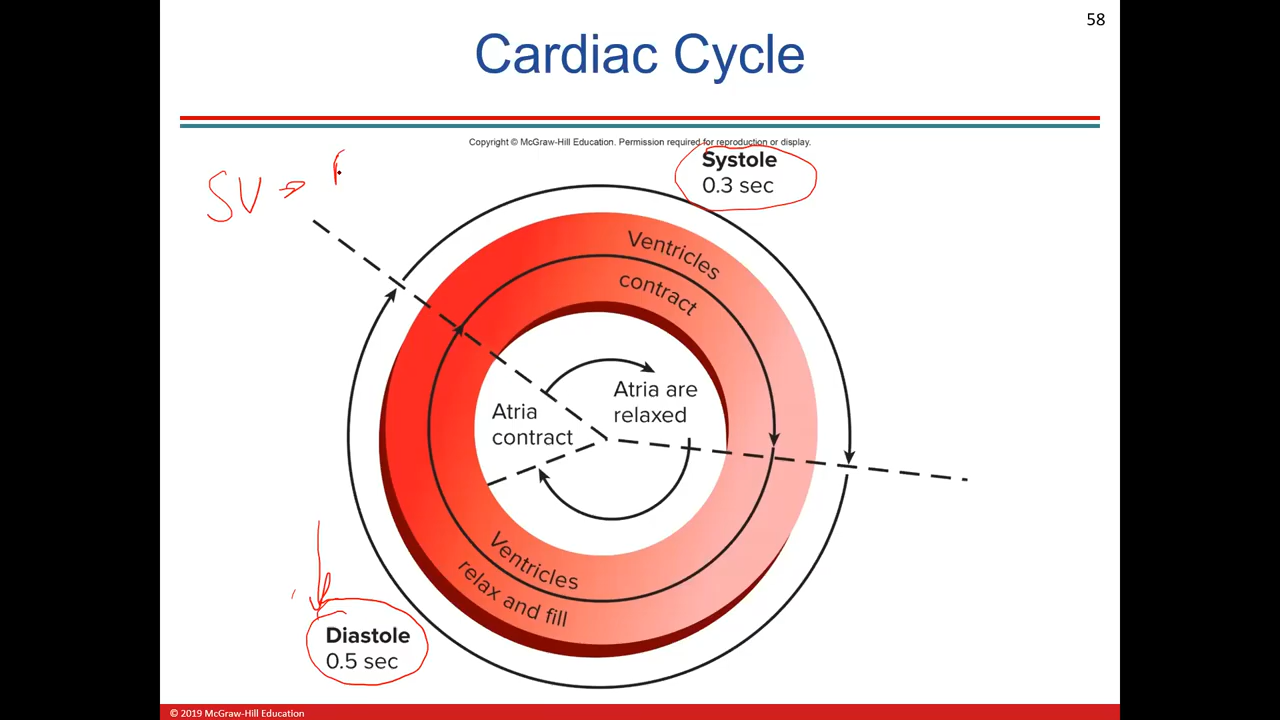 58
Cardiac Cycle
Copyright © McGraw-Hill Education. Permission required for reproduction or display.
Systole
0.3 sec
SV →
Ventricles
contract
Atria are
relaxed
Atria
contract
Ventricles
relax and fill
Diastole
0.5 sec
© 2019 McGraw-Hill Education